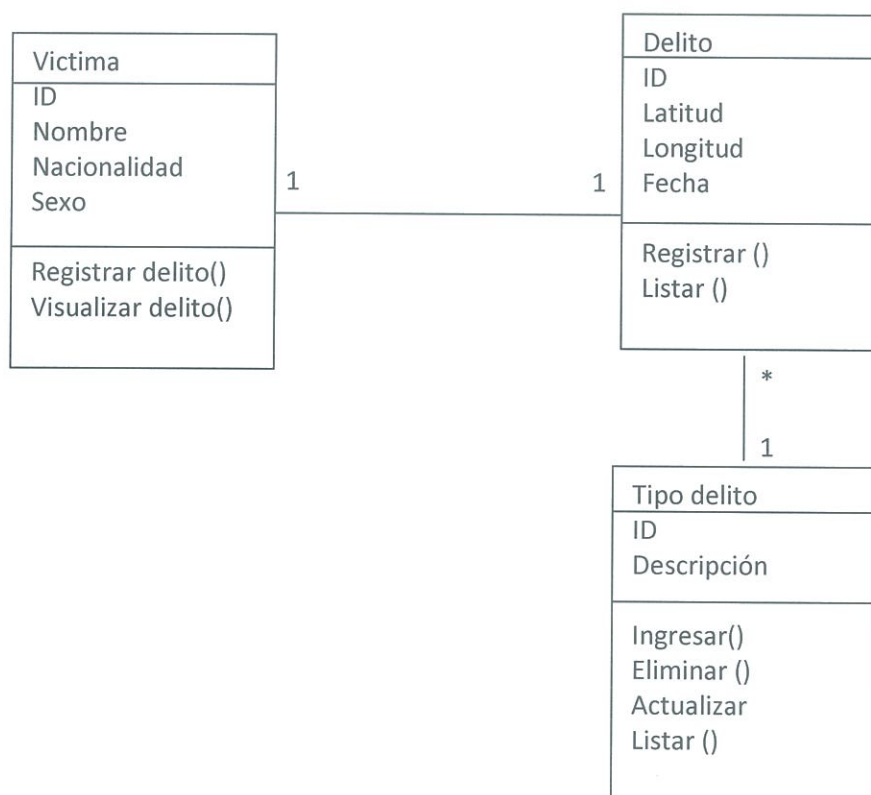 Victima
ID
Nombre
Nacionalidad
Sexo
Registrar delito()
Visualizar delito()
1
1
Delito
ID
Latitud
Longitud
Fecha
Registrar ()
Listar ()
*
1
Tipo delito
ID
Descripción
Ingresar()
Eliminar ()
Actualizar
Listar ()